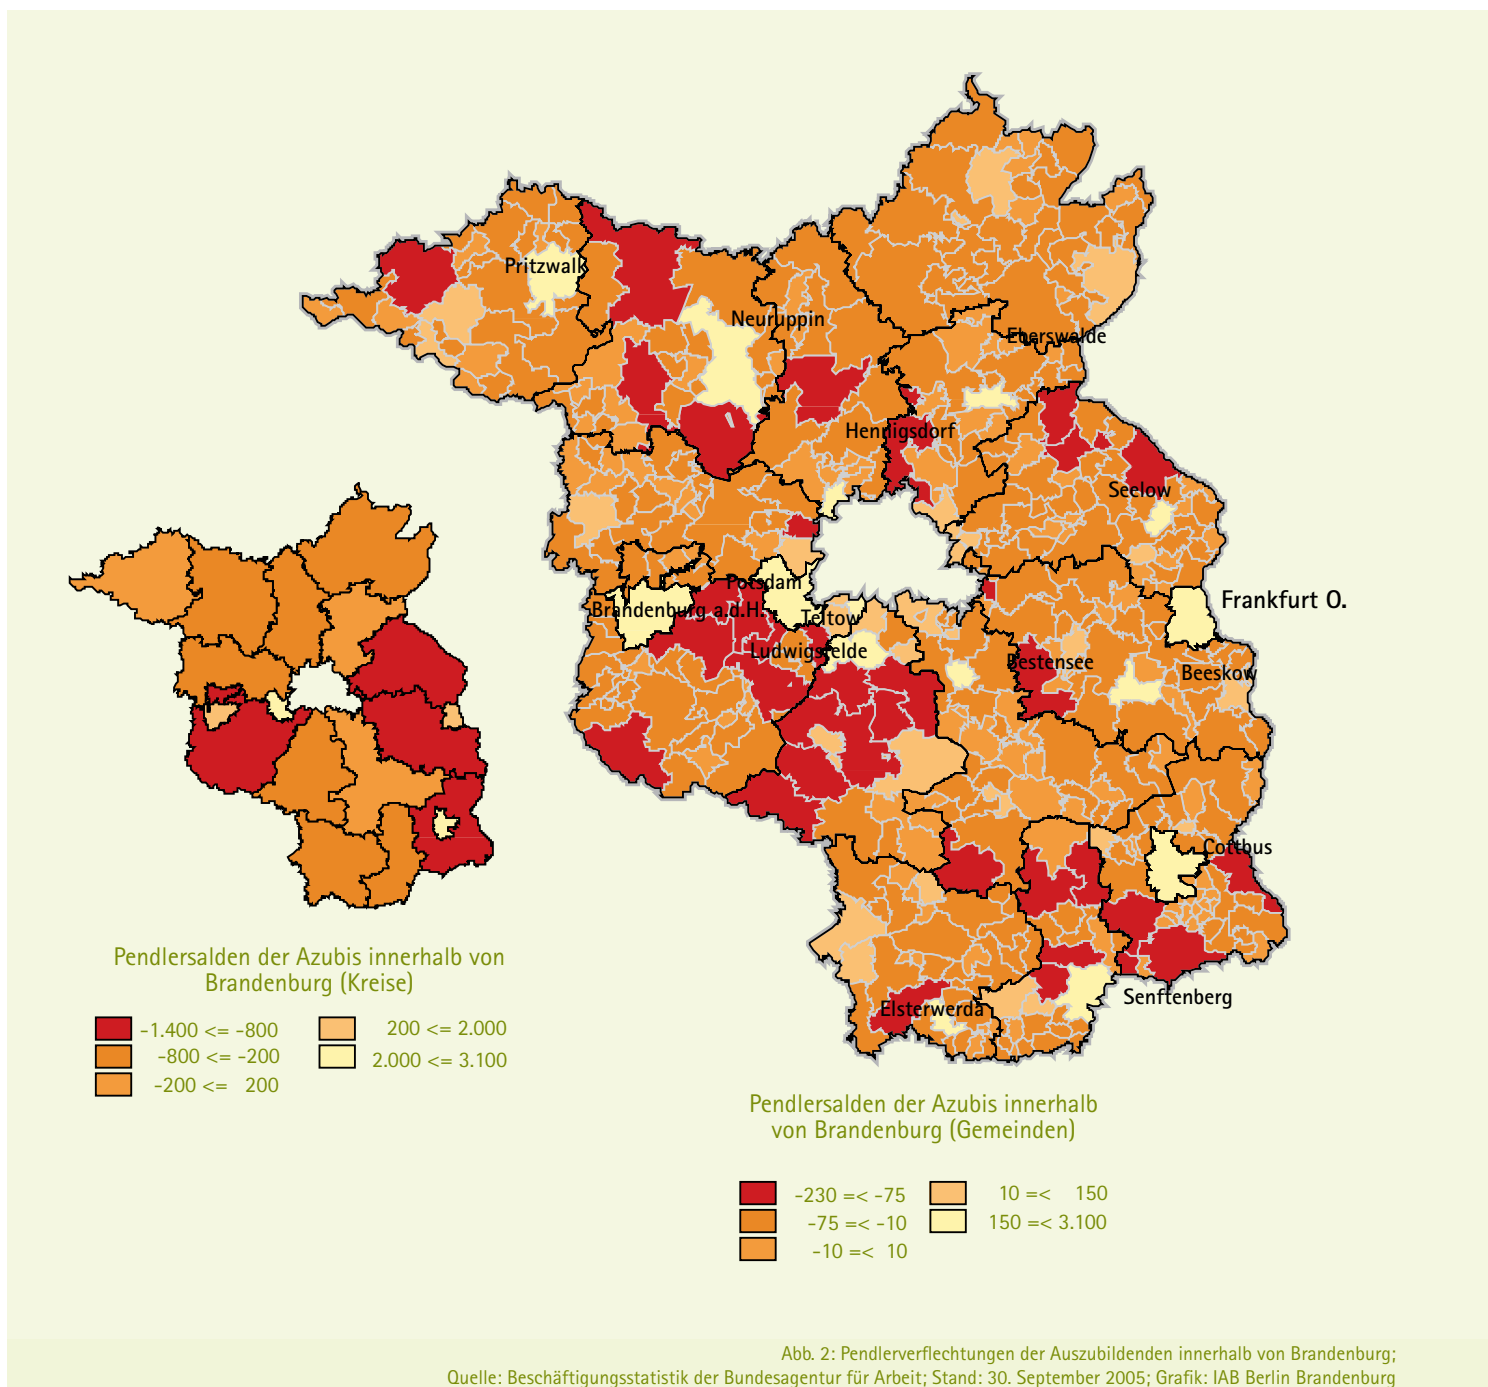 Pritzwalk
Neuruppin
Eberswalde
Hennigsdorf
Seelow
Potsdam
Brandenburg a.d.H.
Teltow
Frankfurt O.
Ludwigsfelde
Bestensee
Beeskow
Cottbus
Senftenberg
Elsterwerda
Pendlersalden der Azubis innerhalb von
Brandenburg (Kreise)
-1.400 <= -800
-800 <= -200
-200 <= 200
200 <= 2.000
2.000 <= 3.100
Pendlersalden der Azubis innerhalb
von Brandenburg (Gemeinden)
-230 =< -75
-75 =< -10
-10 =< 10
10 =< 150
150 =< 3.100
Abb. 2: Pendlerverflechtungen der Auszubildenden innerhalb von Brandenburg;
Quelle: Beschäftigungsstatistik der Bundesagentur für Arbeit; Stand: 30. September 2005; Grafik: IAB Berlin Brandenburg